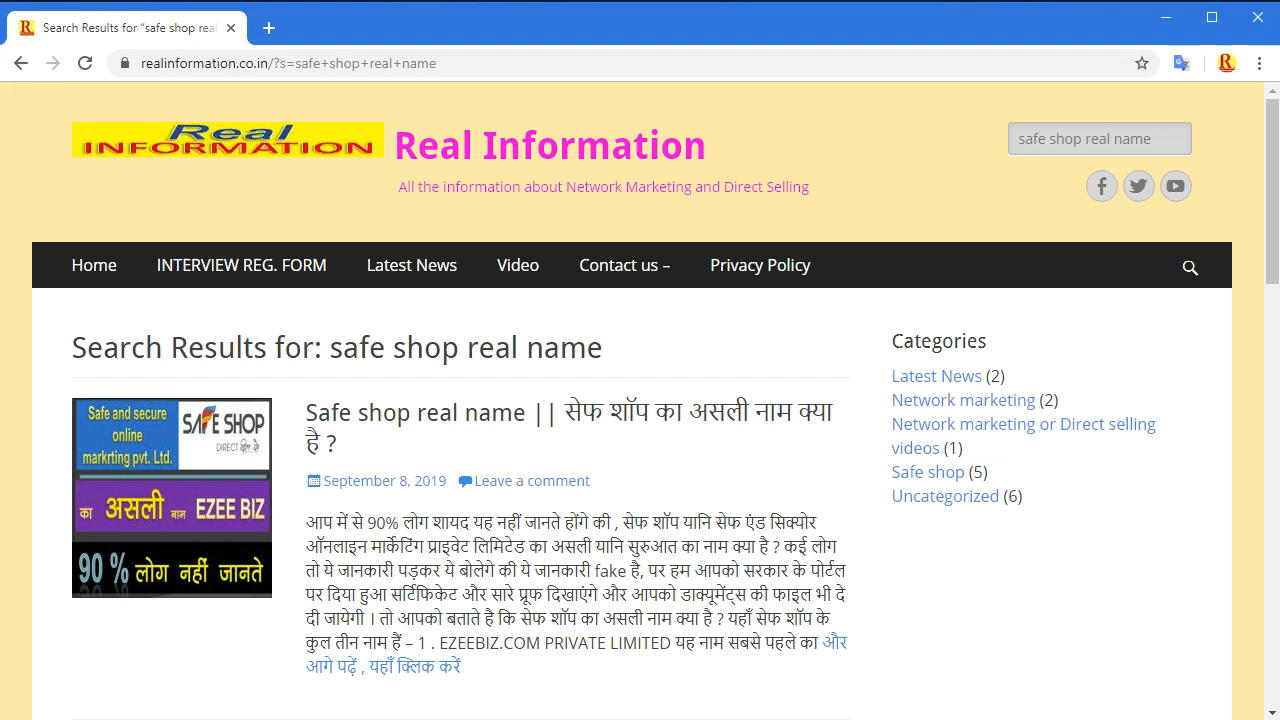 Search Results for “safe shop real
realinformation.co.in/?s=safe+shop+real+name
Real
INFORMATION
Real Information
All the information about Network Marketing and Direct Selling
safe shop real name
Home INTERVIEW REG. FORM Latest News Video Contact us – Privacy Policy
Search Results for: safe shop real name
Safe and secure
online
markrting pvt. Ltd.
SAFE SHOP
DIRECT दिल से
का असली नाम EZEE BIZ
90 % लोग नहीं जानते
Safe shop real name || सेफ शॉप का असली नाम क्या
है ?
September 8, 2019 Leave a comment
आप में से 90% लोग शायद यह नहीं जानते होंगे की , सेफ शॉप यानि सेफ एंड सिक्योर
ऑनलाइन मार्केटिंग प्राइवेट लिमिटेड का असली यानि सुरुआत का नाम क्या है ? कई लोग
तो ये जानकारी पड़कर ये बोलेगे की ये जानकारी fake है, पर हम आपको सरकार के पोर्टल
पर दिया हुआ सर्टिफिकेट और सारे प्रूफ दिखाएंगे और आपको डाक्यूमेंट्स की फाइल भी दे
दी जायेगी । तो आपको बताते है कि सेफ शॉप का असली नाम क्या है ? यहाँ सेफ शॉप के
कुल तीन नाम हैं – 1 . EZEEBIZ.COM PRIVATE LIMITED यह नाम सबसे पहले का और
आगे पढ़ें , यहाँ क्लिक करें
Categories
Latest News (2)
Network marketing (2)
Network marketing or Direct selling
videos (1)
Safe shop (5)
Uncategorized (6)